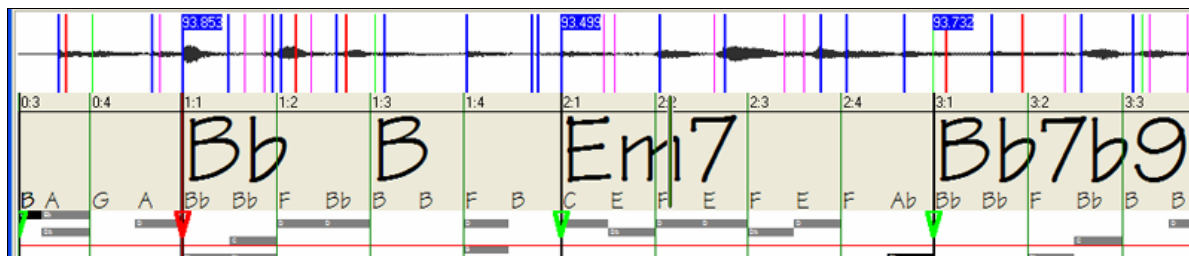 93.853 93.499 93.732
0:3 0:4 1:1 1:2 1:3 1:4 2:1 2:2 2:3 2:4 3:1 3:2 3:3
Bb B Em7 Bb7b9
B A G A Bb Bb F Bb B B F B C E F E F E F Ab Bb Bb F Bb B B